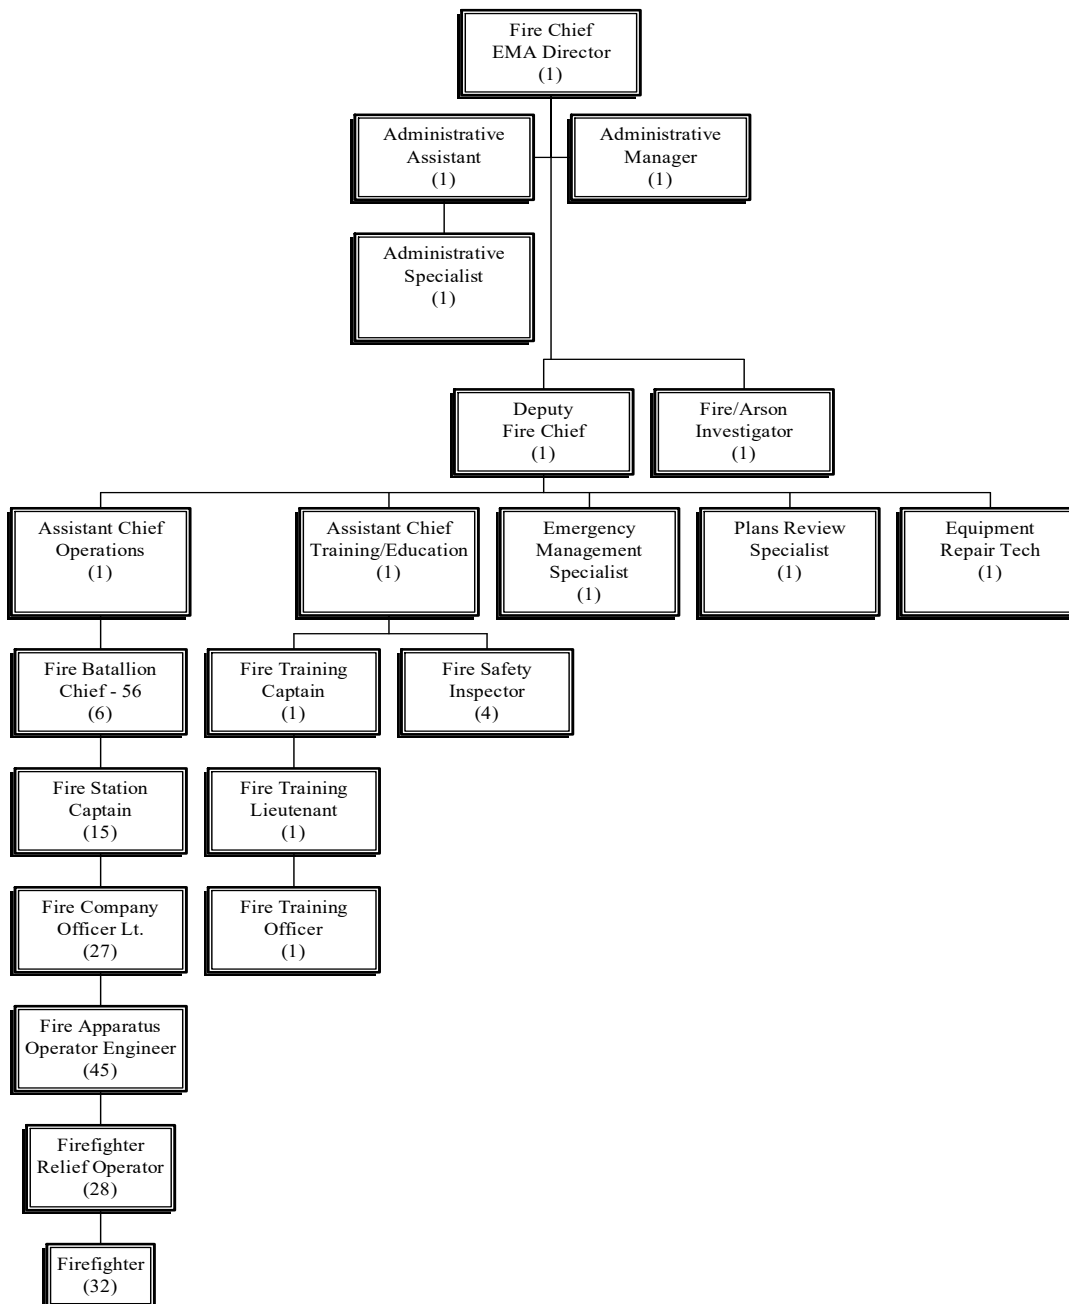 Fire Chief
EMA Director
(1)
Administrative
Assistant
(1)
Administrative
Manager
(1)
Administrative
Specialist
(1)
Deputy
Fire Chief
(1)
Fire/Arson
Investigator
(1)
Assistant Chief
Operations
(1)
Assistant Chief
Training/Education
(1)
Emergency
Management
Specialist
(1)
Plans Review
Specialist
(1)
Equipment
Repair Tech
(1)
Fire Batallion
Chief - 56
(6)
Fire Training
Captain
(1)
Fire Safety
Inspector
(4)
Fire Station
Captain
(15)
Fire Training
Lieutenant
(1)
Fire Company
Officer Lt.
(27)
Fire Training
Officer
(1)
Fire Apparatus
Operator Engineer
(45)
Firefighter
Relief Operator
(28)
Firefighter
(32)